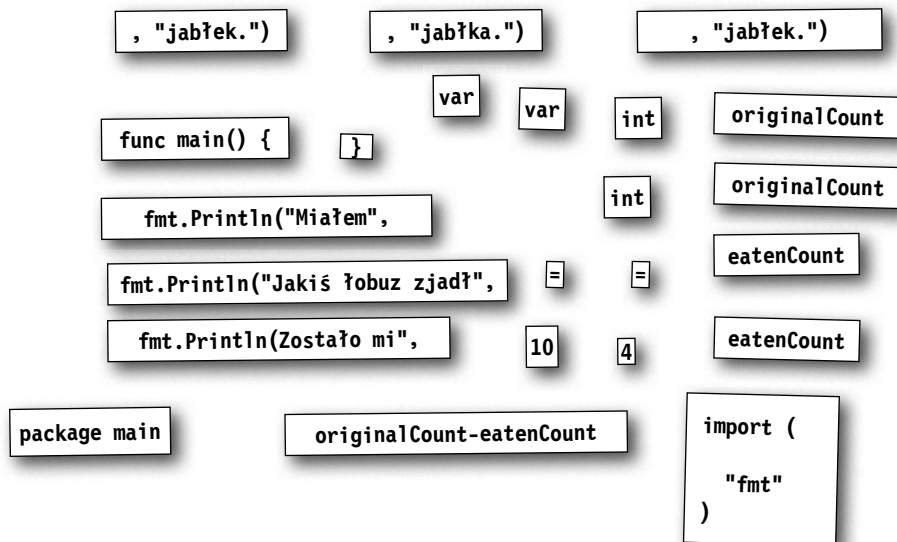 , "jabłek.")
, "jabłka.")
, "jabłek.")
var
var
int
originalCount
func main() {
}
int
originalCount
fmt.Println("Miałem",
eatenCount
fmt.Println("Jakiś łobuz zjadł",
=
=
fmt.Println(Zostało mi",
10
4
eatenCount
package main
originalCount-eatenCount
import (
"fmt"
)